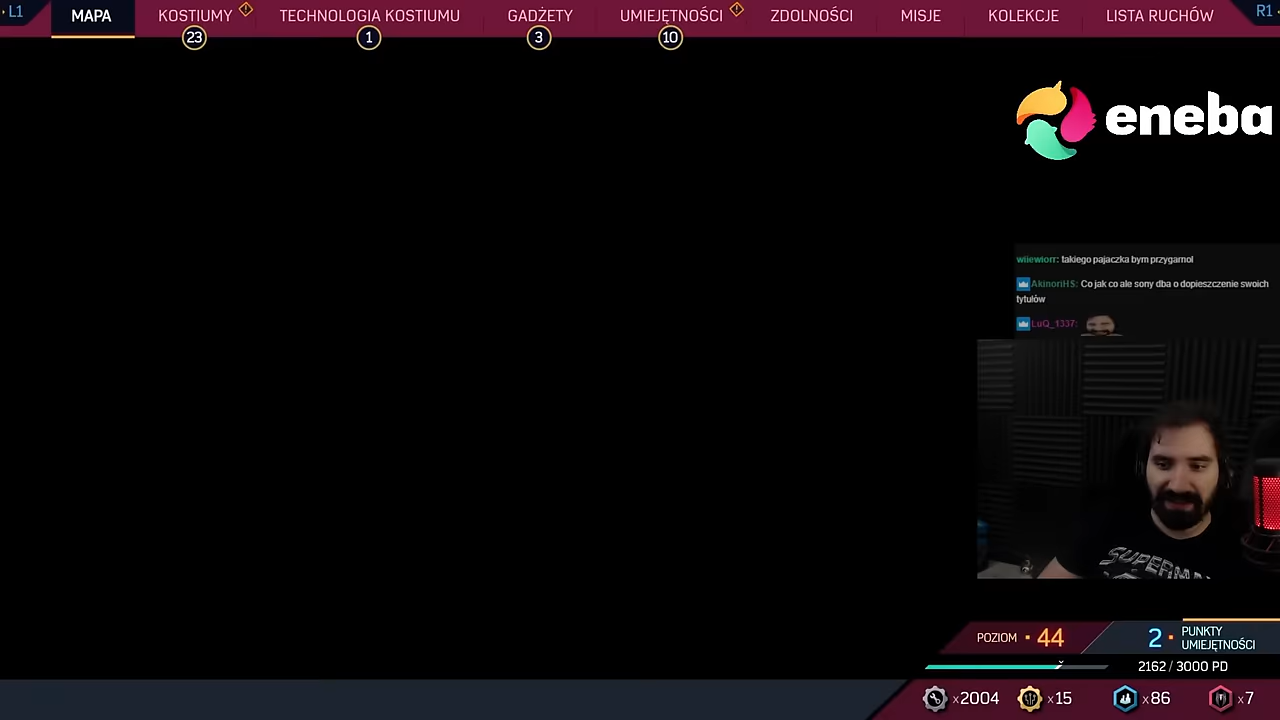 L1
MAPA
KOSTIUMY
TECHNOLOGIA KOSTIUMU
GADŻETY
UMIEJĘTNOŚCI
ZDOLNOŚCI
MISJE
KOLEKCJE
LISTA RUCHÓW
R1
23
1
3
10
eneba
wiiewiorr: takiego pajaczka bym przygarnol
AkinoriHS: Co jak co ale sony dba o dopieszczenie swoich
tytułów
LuQ_1337:
SUPERMAN
POZIOM 44
2 PUNKTY
UMIEJĘTNOŚCI
2162 / 3000 PD
x2004
x15
x86
x7